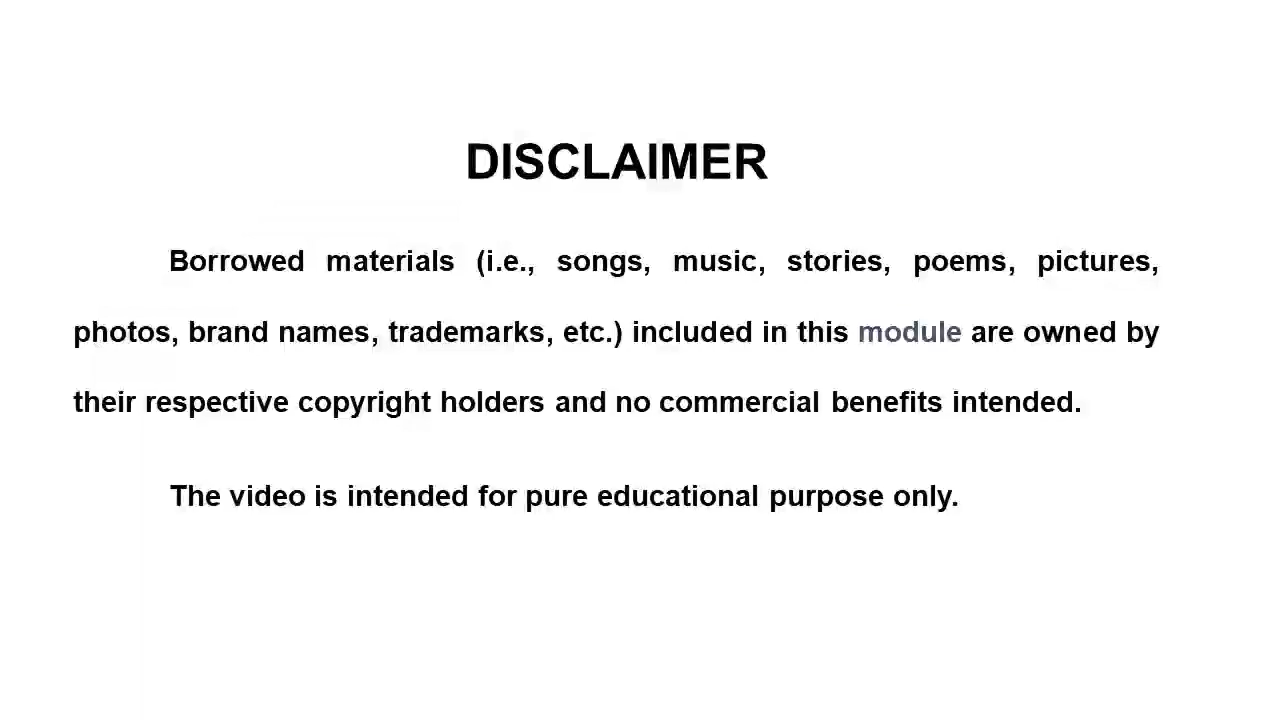 DISCLAIMER
Borrowed materials (i.e., songs, music, stories, poems, pictures,
photos, brand names, trademarks, etc.) included in this module are owned by
their respective copyright holders and no commercial benefits intended.
The video is intended for pure educational purpose only.